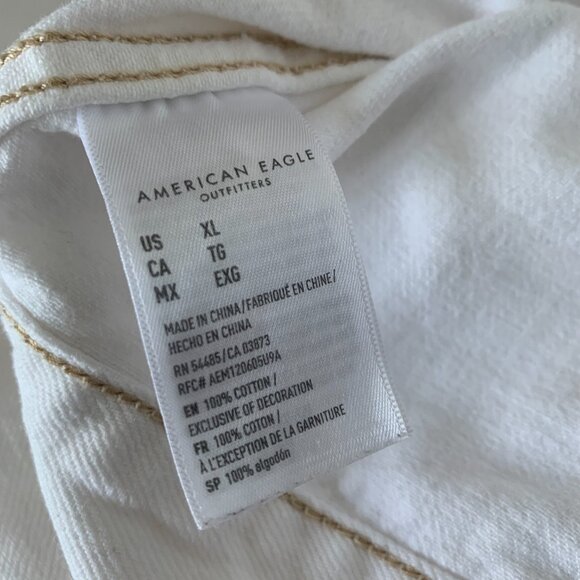 AMERICAN EAGLE
OUTFITTERS
US XL
CA TG
MX EXG
MADE IN CHINA/FABRIQUÉ EN CHINE/
HECHO EN CHINA
RN 54485/CA 03873
RFC# AEM120605U9A
EN 100% COTTON/
EXCLUSIVE OF DECORATION
FR 100% COTON/
À L'EXCEPTION DE LA GARNITURE
SP 100% algodón